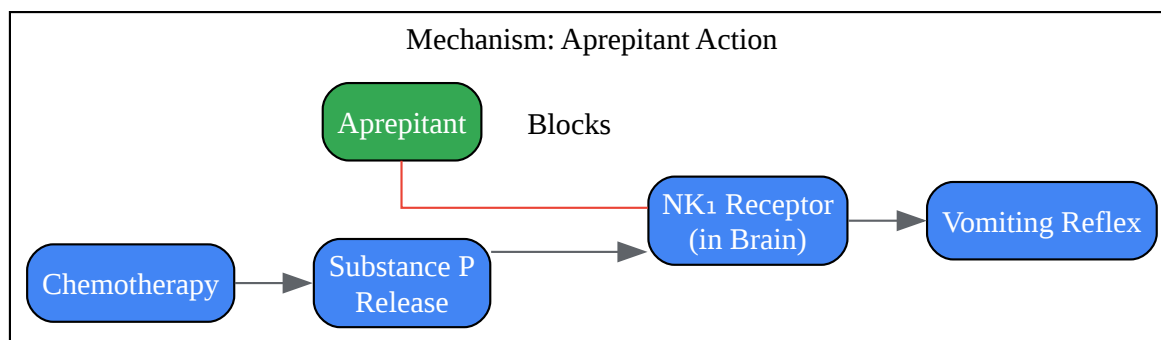 Mechanism: Aprepitant Action
Aprepitant
Blocks
NK₁ Receptor
(in Brain)
Vomiting Reflex
Chemotherapy
Substance P
Release